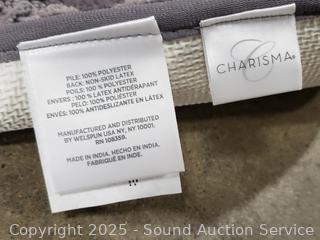 PILE: 100% POLYESTER
BACK: NON-SKID LATEX
POILS: 100% POLYESTER
ENVERS : 100 % LATEX ANTIDÉRAPANT
PELO: 100% POLIÉSTER
ENVÉS: 100% ANTIDESLIZANTE EN LÁTEX
MANUFACTURED AND DISTRIBUTED
BY WELSPUN USA NY, NY 10001.
RN 108359.
MADE IN INDIA. HECHO EN INDIA.
FABRIQUÉ EN INDE.
C
CHARISMA®
Copyright © 2025 - Sound Auction Service